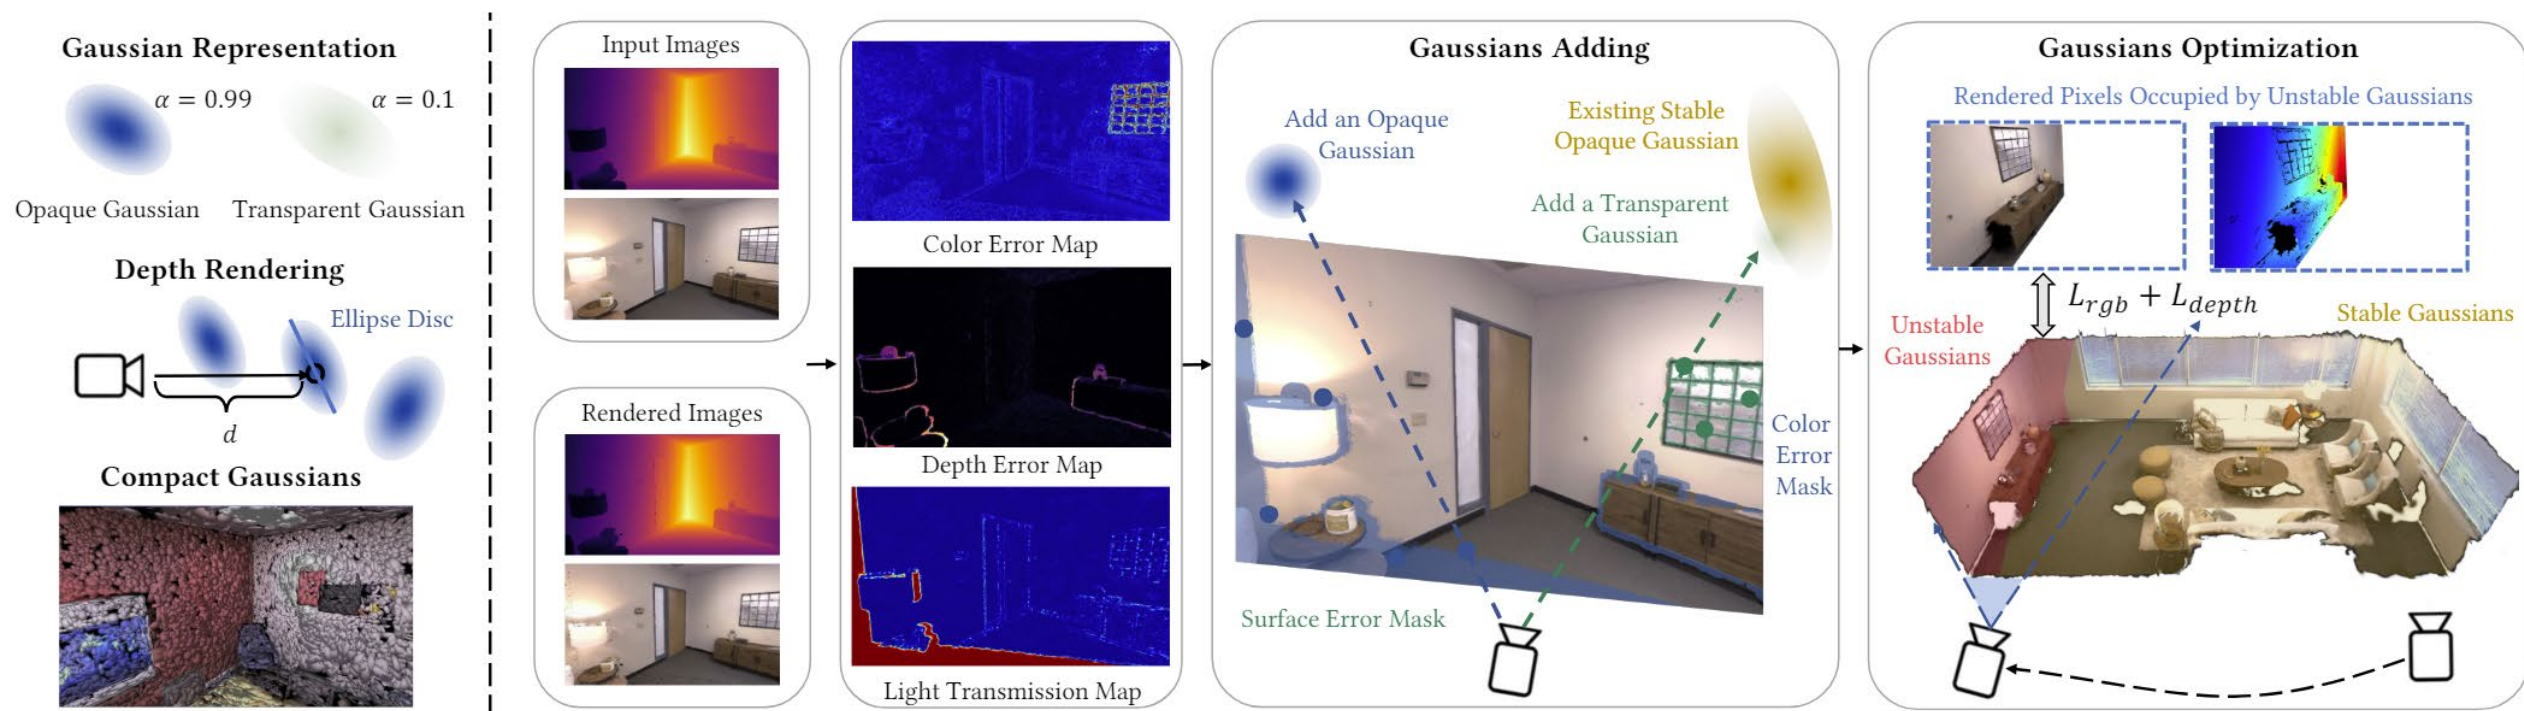 Gaussian Representation
α = 0.99
α = 0.1
Opaque Gaussian
Transparent Gaussian
Depth Rendering
Ellipse Disc
d
Compact Gaussians
Input Images
Rendered Images
Color Error Map
Depth Error Map
Light Transmission Map
Gaussians Adding
Add an Opaque
Gaussian
Existing Stable
Opaque Gaussian
Add a Transparent
Gaussian
Color
Error
Mask
Surface Error Mask
Gaussians Optimization
Rendered Pixels Occupied by Unstable Gaussians
L_rgb + L_depth
Unstable
Gaussians
Stable Gaussians